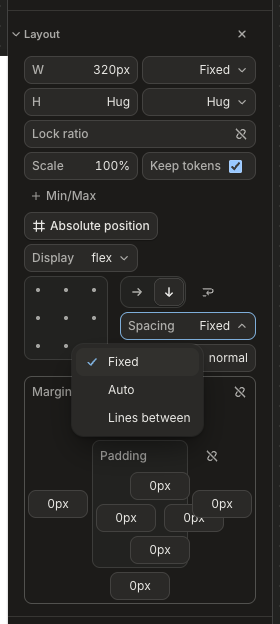 Layout
W 320px Fixed
H Hug Hug
Lock ratio
Scale 100% Keep tokens
Min/Max
Absolute position
Display flex
Spacing Fixed
normal
Fixed
Auto
Lines between
Margin
Padding
0px
0px 0px 0px 0px
0px
0px